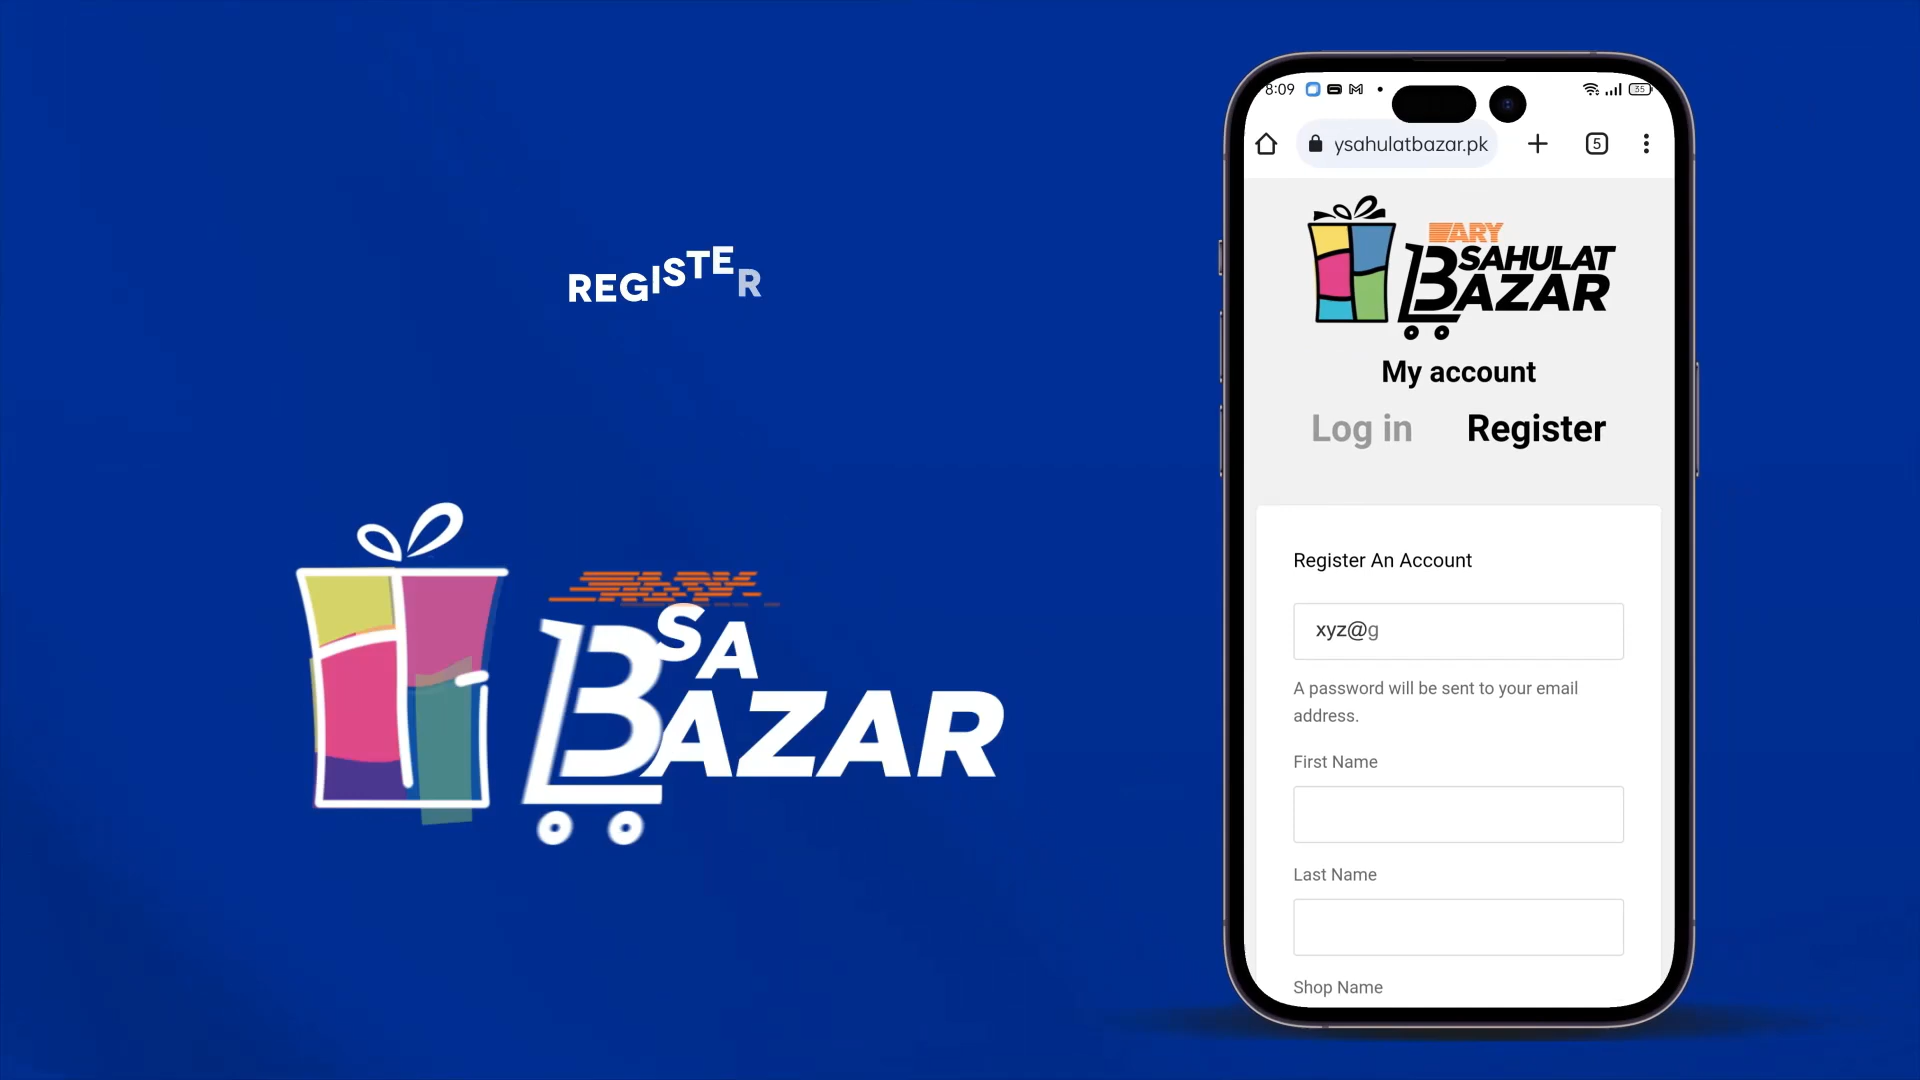 REGISTER
SA
BAZAR
8:09
35
ysahulatbazar.pk
5
ARY
SAHULAT
BAZAR
My account
Log in
Register
Register An Account
xyz@g
A password will be sent to your email
address.
First Name
Last Name
Shop Name